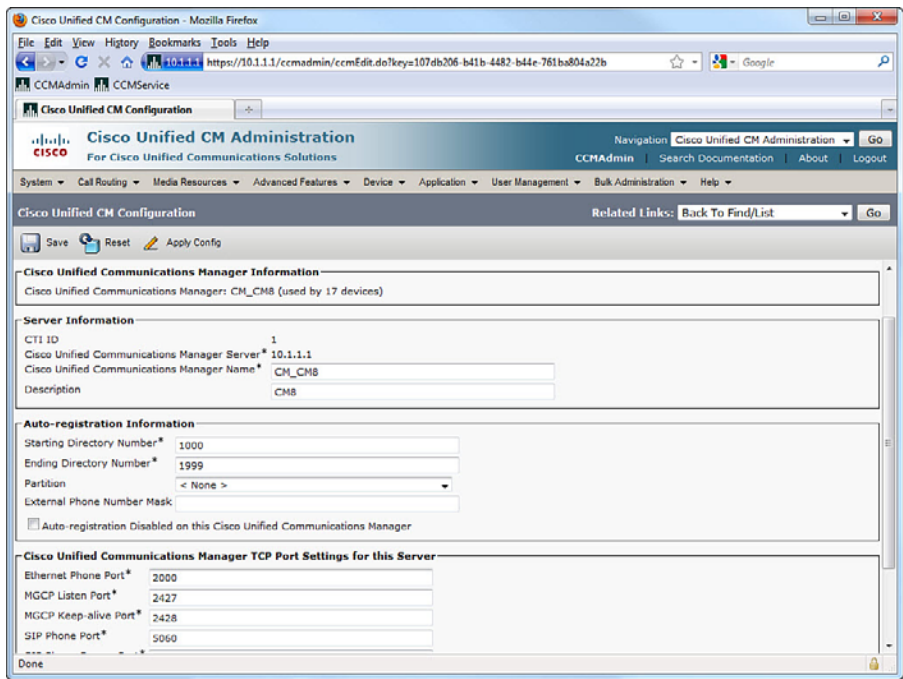 Cisco Unified CM Configuration - Mozilla Firefox
File Edit View History Bookmarks Tools Help
10.1.1.1 https://10.1.1.1/ccmadmin/ccmEdit.do?key=107db206-b41b-4482-b44e-761ba804a22b Google
CCMAdmin CCMService
Cisco Unified CM Configuration
CISCO
Cisco Unified CM Administration
For Cisco Unified Communications Solutions
Navigation Cisco Unified CM Administration Go
CCMAdmin | Search Documentation | About | Logout
System Call Routing Media Resources Advanced Features Device Application User Management Bulk Administration Help
Cisco Unified CM Configuration Related Links: Back To Find/List Go
Save Reset Apply Config
Cisco Unified Communications Manager Information
Cisco Unified Communications Manager: CM_CM8 (used by 17 devices)
Server Information
CTI ID 1
Cisco Unified Communications Manager Server* 10.1.1.1
Cisco Unified Communications Manager Name* CM_CM8
Description CM8
Auto-registration Information
Starting Directory Number* 1000
Ending Directory Number* 1999
Partition < None >
External Phone Number Mask
Auto-registration Disabled on this Cisco Unified Communications Manager
Cisco Unified Communications Manager TCP Port Settings for this Server
Ethernet Phone Port* 2000
MGCP Listen Port* 2427
MGCP Keep-alive Port* 2428
SIP Phone Port* 5060
Done